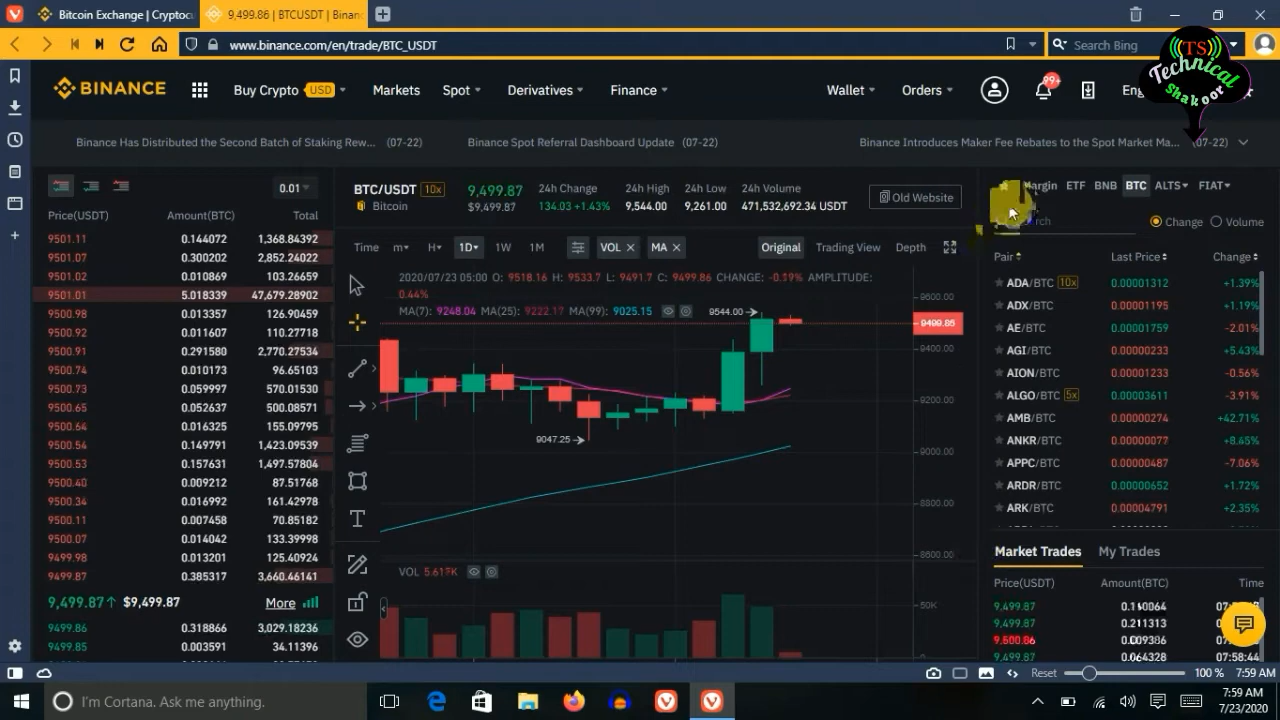 Bitcoin Exchange | Cryptocu
9,499.86 | BTCUSDT | Binan
www.binance.com/en/trade/BTC_USDT
Search Bing
(TS)
Technical
Shakoor
BINANCE
Buy Crypto USD
Markets
Spot
Derivatives
Finance
Wallet
Orders
99+
Eng
Binance Has Distributed the Second Batch of Staking Rew... (07-22)
Binance Spot Referral Dashboard Update (07-22)
Binance Introduces Maker Fee Rebates to the Spot Market Ma... (07-22)
0.01
Price(USDT) Amount(BTC) Total
9501.11 0.144072 1,368.84392
9501.07 0.300202 2,852.24022
9501.02 0.010869 103.26659
9501.01 5.018339 47,679.28902
9500.98 0.013357 126.90459
9500.92 0.011607 110.27718
9500.80 0.291580 2,770.27534
9500.74 0.010173 96.65103
9500.73 0.059997 570.01530
9500.65 0.052637 500.08571
9500.64 0.016325 155.09795
9500.54 0.149791 1,423.09539
9500.53 0.157631 1,497.57804
9500.40 0.009212 87.51768
9500.34 0.016992 161.42978
9500.11 0.007458 70.85182
9500.07 0.014042 133.39998
9499.98 0.013201 125.40924
9499.87 0.385317 3,660.46141
9,499.87↑ $9,499.87 More
9499.86 0.318866 3,029.18236
9499.85 0.003591 34.11396
BTC/USDT 10x
Bitcoin
9,499.87
$9,499.87
24h Change
134.03 +1.43%
24h High
9,544.00
24h Low
9,261.00
24h Volume
471,532,692.34 USDT
Old Website
Time m H 1D 1W 1M VOL MA Original Trading View Depth
2020/07/23 05:00 O: 9518.16 H: 9533.7 L: 9491.7 C: 9499.86 CHANGE: -0.19% AMPLITUDE:
0.44%
MA(7): 9248.04 MA(25): 9222.17 MA(99): 9025.15
9544.00
9047.25
9600.00
9499.85
9400.00
9200.00
9000.00
8800.00
8600.00
VOL 5.617K
50K
0
Margin ETF BNB BTC ALTS FIAT
Change Volume
Pair Last Price Change
ADA/BTC 10x 0.00001312 +1.39%
ADX/BTC 0.00001195 +1.19%
AE/BTC 0.00001759 -2.01%
AGI/BTC 0.00000233 +5.43%
AION/BTC 0.00001233 -0.56%
ALGO/BTC 5x 0.00003611 -3.91%
AMB/BTC 0.00000274 +42.71%
ANKR/BTC 0.00000077 +8.45%
APPC/BTC 0.00000487 -7.06%
ARDR/BTC 0.00000652 +1.72%
ARK/BTC 0.00004791 +2.35%
Market Trades My Trades
Price(USDT) Amount(BTC) Time
9,499.87
9,499.87 0.211313
9,500.86 0.009386
9,499.87 0.064328 07:58:44
Reset 100 % 7:59 AM
I'm Cortana. Ask me anything.
7:59 AM
7/23/2020